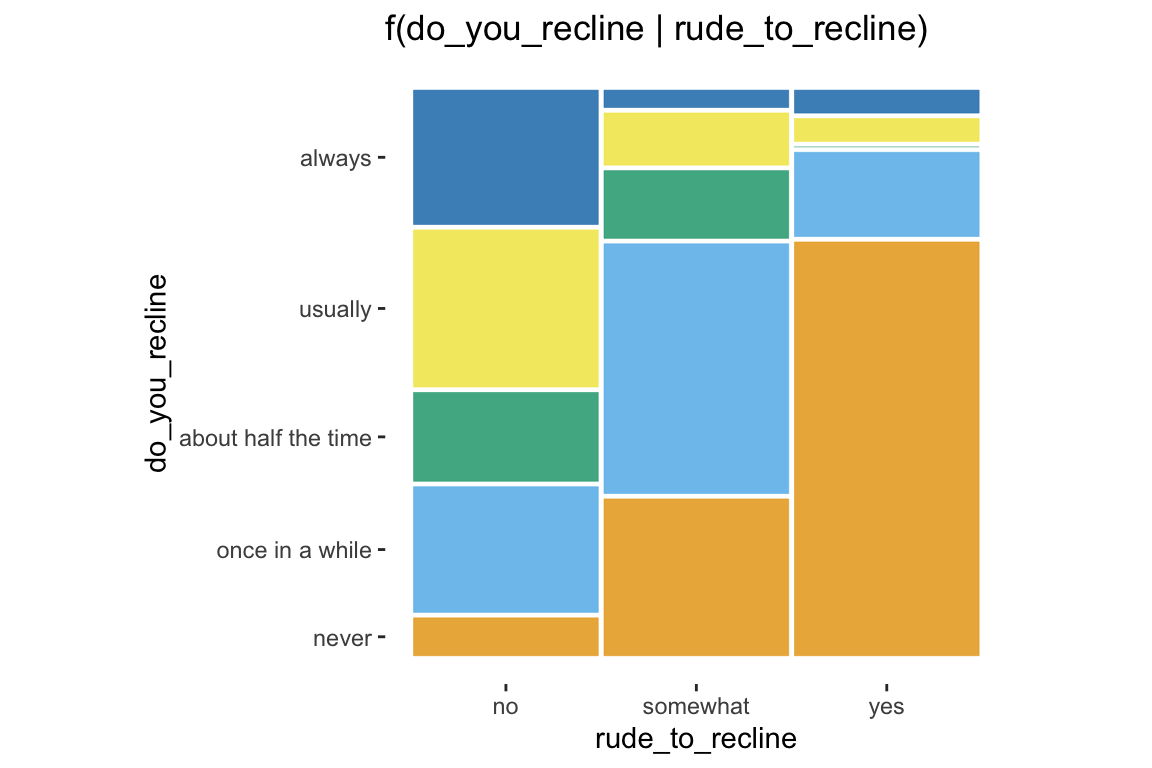 f(do_you_recline | rude_to_recline)
do_you_recline
always
usually
about half the time
once in a while
never
no
somewhat
yes
rude_to_recline